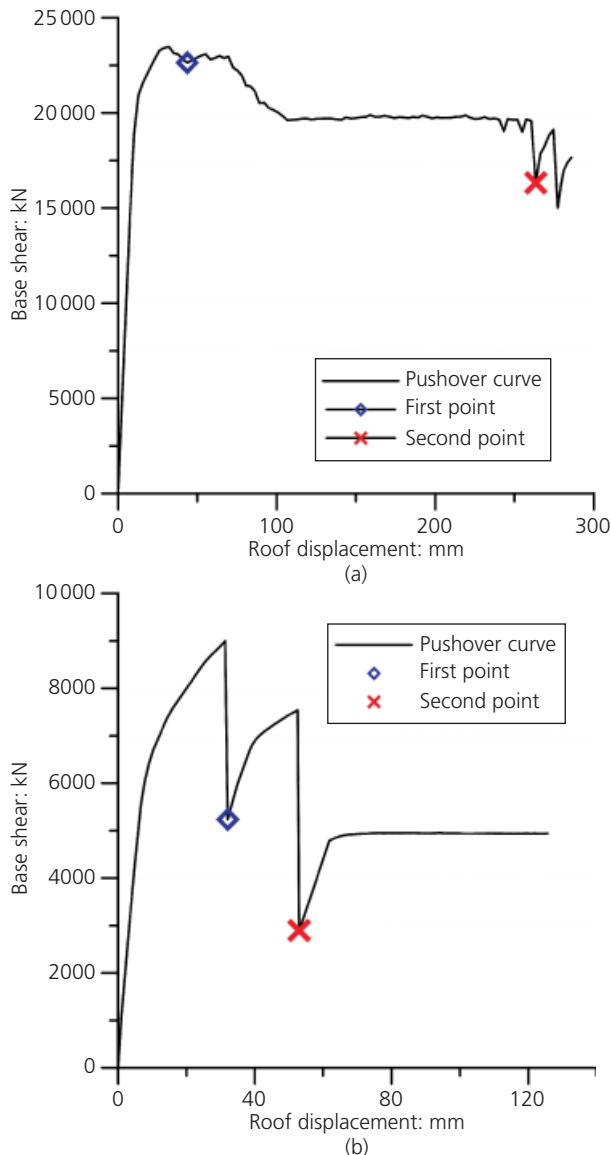 25 000
20 000
15 000
10 000
5000
0
Base shear: kN
Pushover curve
First point
Second point
0 100 200 300
Roof displacement: mm
(a)
10 000
8000
6000
4000
2000
0
Base shear: kN
Pushover curve
First point
Second point
0 40 80 120
Roof displacement: mm
(b)